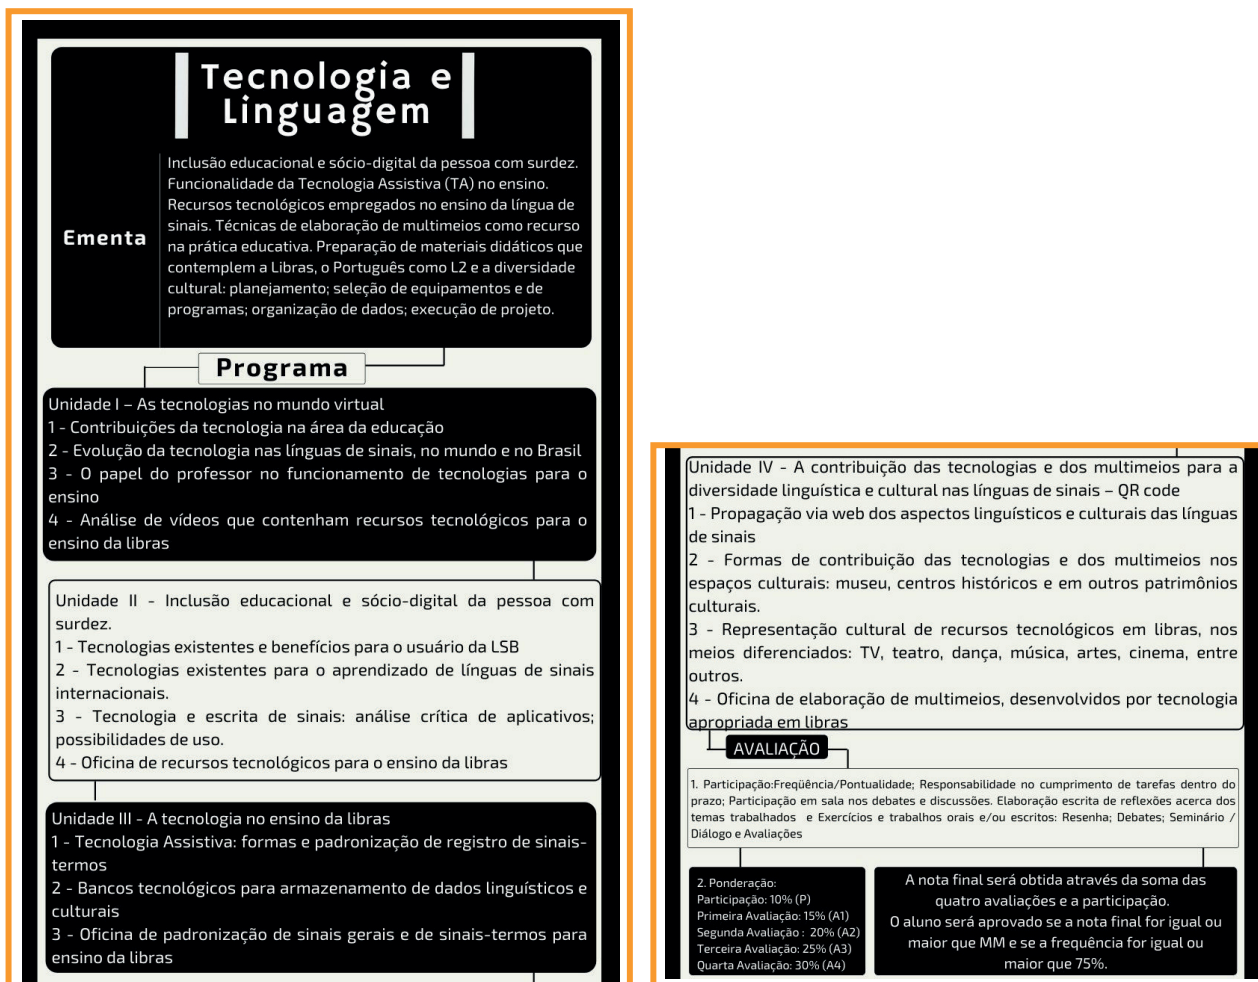 Tecnologia e
Linguagem
Ementa
Inclusão educacional e sócio-digital da pessoa com surdez.
Funcionalidade da Tecnologia Assistiva (TA) no ensino.
Recursos tecnológicos empregados no ensino da língua de
sinais. Técnicas de elaboração de multimeios como recurso
na prática educativa. Preparação de materiais didáticos que
contemplem a Libras, o Português como L2 e a diversidade
cultural: planejamento; seleção de equipamentos e de
programas; organização de dados; execução de projeto.
Programa
Unidade I – As tecnologias no mundo virtual
1 - Contribuições da tecnologia na área da educação
2 - Evolução da tecnologia nas línguas de sinais, no mundo e no Brasil
3 - O papel do professor no funcionamento de tecnologias para o
ensino
4 - Análise de vídeos que contenham recursos tecnológicos para o
ensino da libras
Unidade II - Inclusão educacional e sócio-digital da pessoa com
surdez.
1 - Tecnologias existentes e benefícios para o usuário da LSB
2 - Tecnologias existentes para o aprendizado de línguas de sinais
internacionais.
3 - Tecnologia e escrita de sinais: análise crítica de aplicativos;
possibilidades de uso.
4 - Oficina de recursos tecnológicos para o ensino da libras
Unidade III - A tecnologia no ensino da libras
1 - Tecnologia Assistiva: formas e padronização de registro de sinais-
termos
2 - Bancos tecnológicos para armazenamento de dados linguísticos e
culturais
3 - Oficina de padronização de sinais gerais e de sinais-termos para
ensino da libras
Unidade IV - A contribuição das tecnologias e dos multimeios para a
diversidade linguística e cultural nas línguas de sinais – QR code
1 - Propagação via web dos aspectos linguísticos e culturais das línguas
de sinais
2 - Formas de contribuição das tecnologias e dos multimeios nos
espaços culturais: museu, centros históricos e em outros patrimônios
culturais.
3 - Representação cultural de recursos tecnológicos em libras, nos
meios diferenciados: TV, teatro, dança, música, artes, cinema, entre
outros.
4 - Oficina de elaboração de multimeios, desenvolvidos por tecnologia
apropriada em libras
AVALIAÇÃO
1. Participação:Freqüência/Pontualidade; Responsabilidade no cumprimento de tarefas dentro do
prazo; Participação em sala nos debates e discussões. Elaboração escrita de reflexões acerca dos
temas trabalhados e Exercícios e trabalhos orais e/ou escritos: Resenha; Debates; Seminário /
Diálogo e Avaliações
2. Ponderação:
Participação: 10% (P)
Primeira Avaliação: 15% (A1)
Segunda Avaliação : 20% (A2)
Terceira Avaliação: 25% (A3)
Quarta Avaliação: 30% (A4)
A nota final será obtida através da soma das
quatro avaliações e a participação.
O aluno será aprovado se a nota final for igual ou
maior que MM e se a frequência for igual ou
maior que 75%.